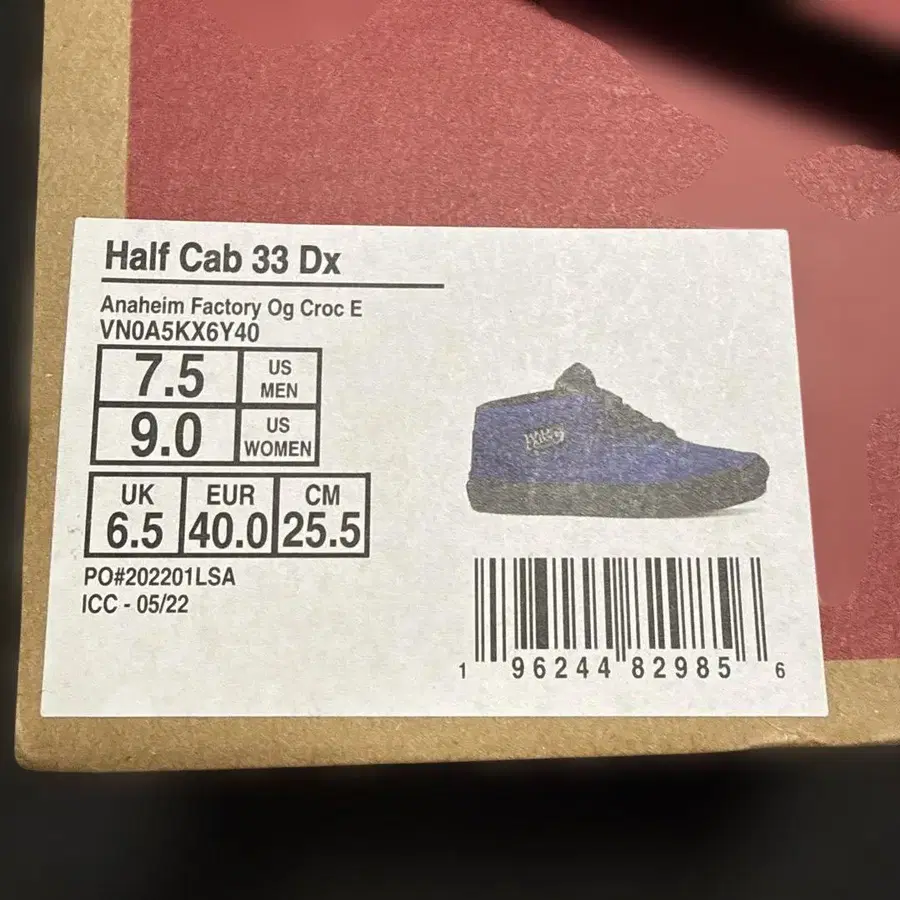 Half Cab 33 Dx
Anaheim Factory Og Croc E
VN0A5KX6Y40
7.5 US MEN
9.0 US WOMEN
UK EUR CM
6.5 40.0 25.5
PO#202201LSA
ICC - 05/22
1 96244 82985 6